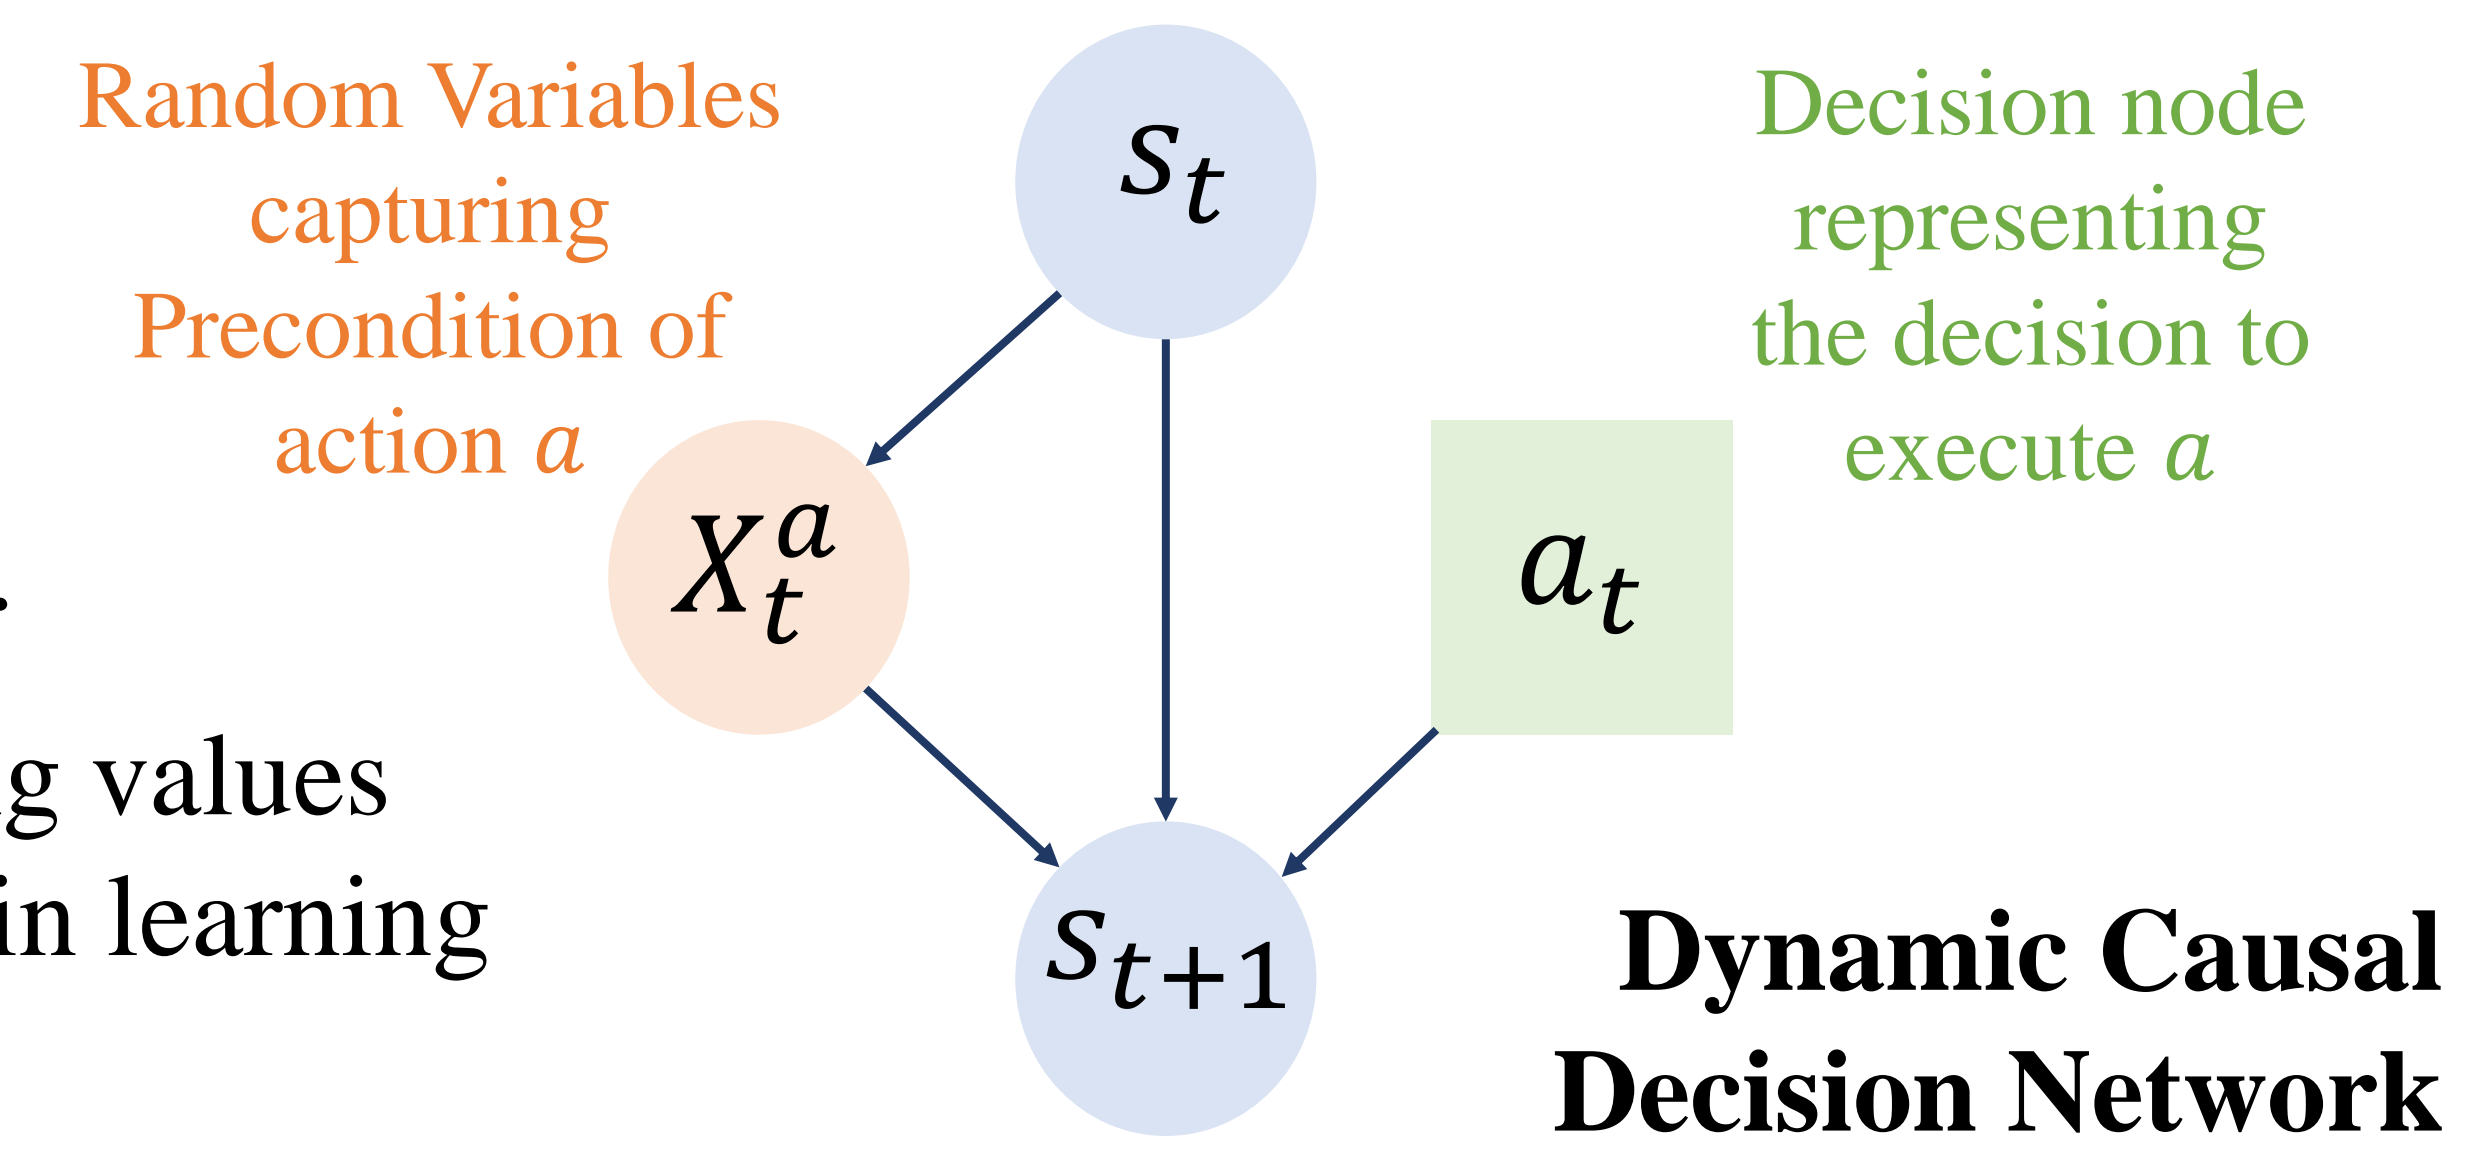 Random Variables
capturing
Precondition of
action a
s_t
Decision node
representing
the decision to
execute a
X_t^a
a_t
values
in learning
s_{t+1}
Dynamic Causal
Decision Network